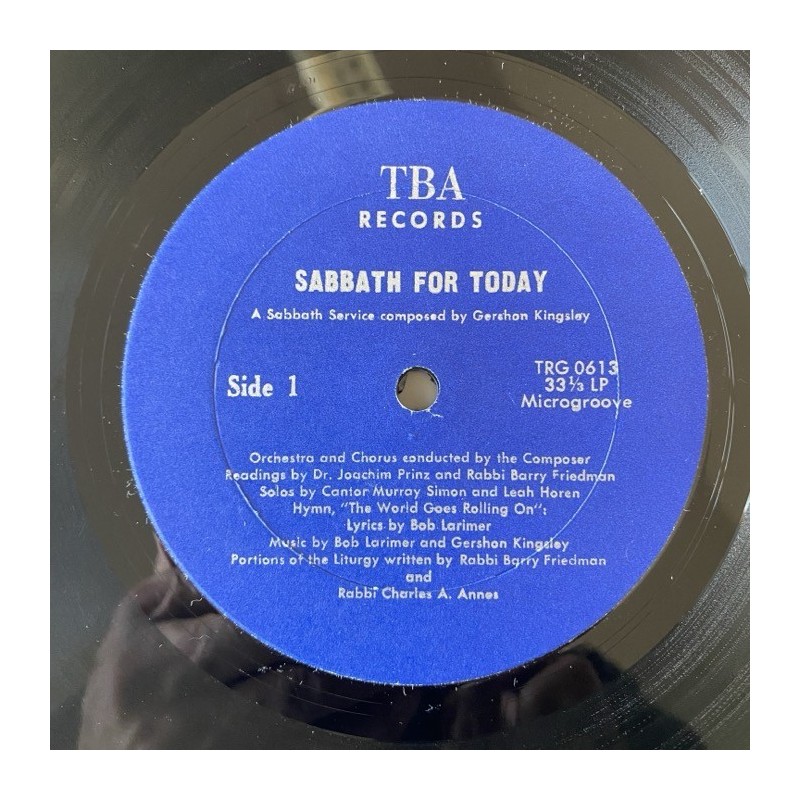 TBA
RECORDS
SABBATH FOR TODAY
A Sabbath Service composed by Gershon Kingsley
Side 1
TRG 0613
33⅓ LP
Microgroove
Orchestra and Chorus conducted by the Composer
Readings by Dr. Joachim Prinz and Rabbi Barry Friedman
Solos by Cantor Murray Simon and Leah Horen
Hymn, "The World Goes Rolling On":
Lyrics by Bob Larimer
Music by Bob Larimer and Gershon Kingsley
Portions of the Liturgy written by Rabbi Barry Friedman
and
Rabbi Charles A. Annes